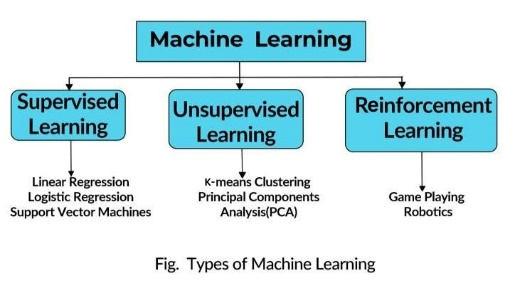 Machine Learning
Supervised
Learning
Unsupervised
Learning
Reinforcement
Learning
Linear Regression
Logistic Regression
Support Vector Machines
K-means Clustering
Principal Components
Analysis(PCA)
Game Playing
Robotics
Fig. Types of Machine Learning